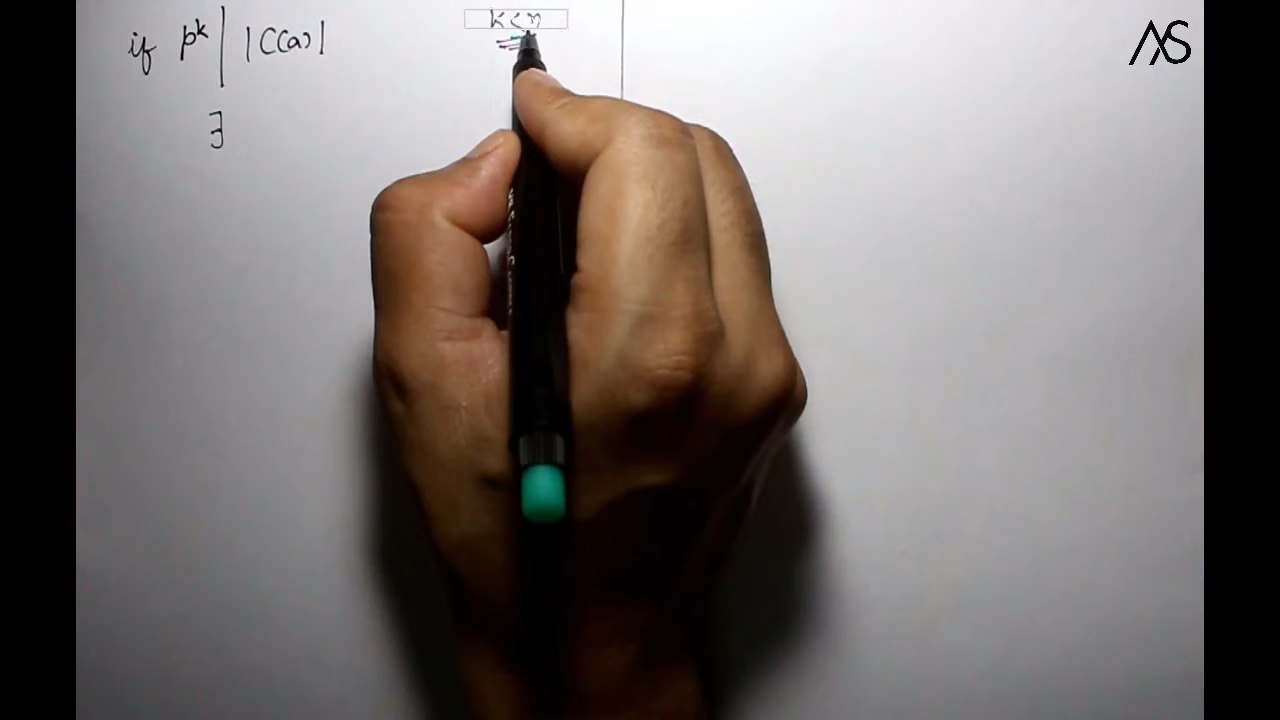 if p^k | |C(a)|
k<n
∃
AS